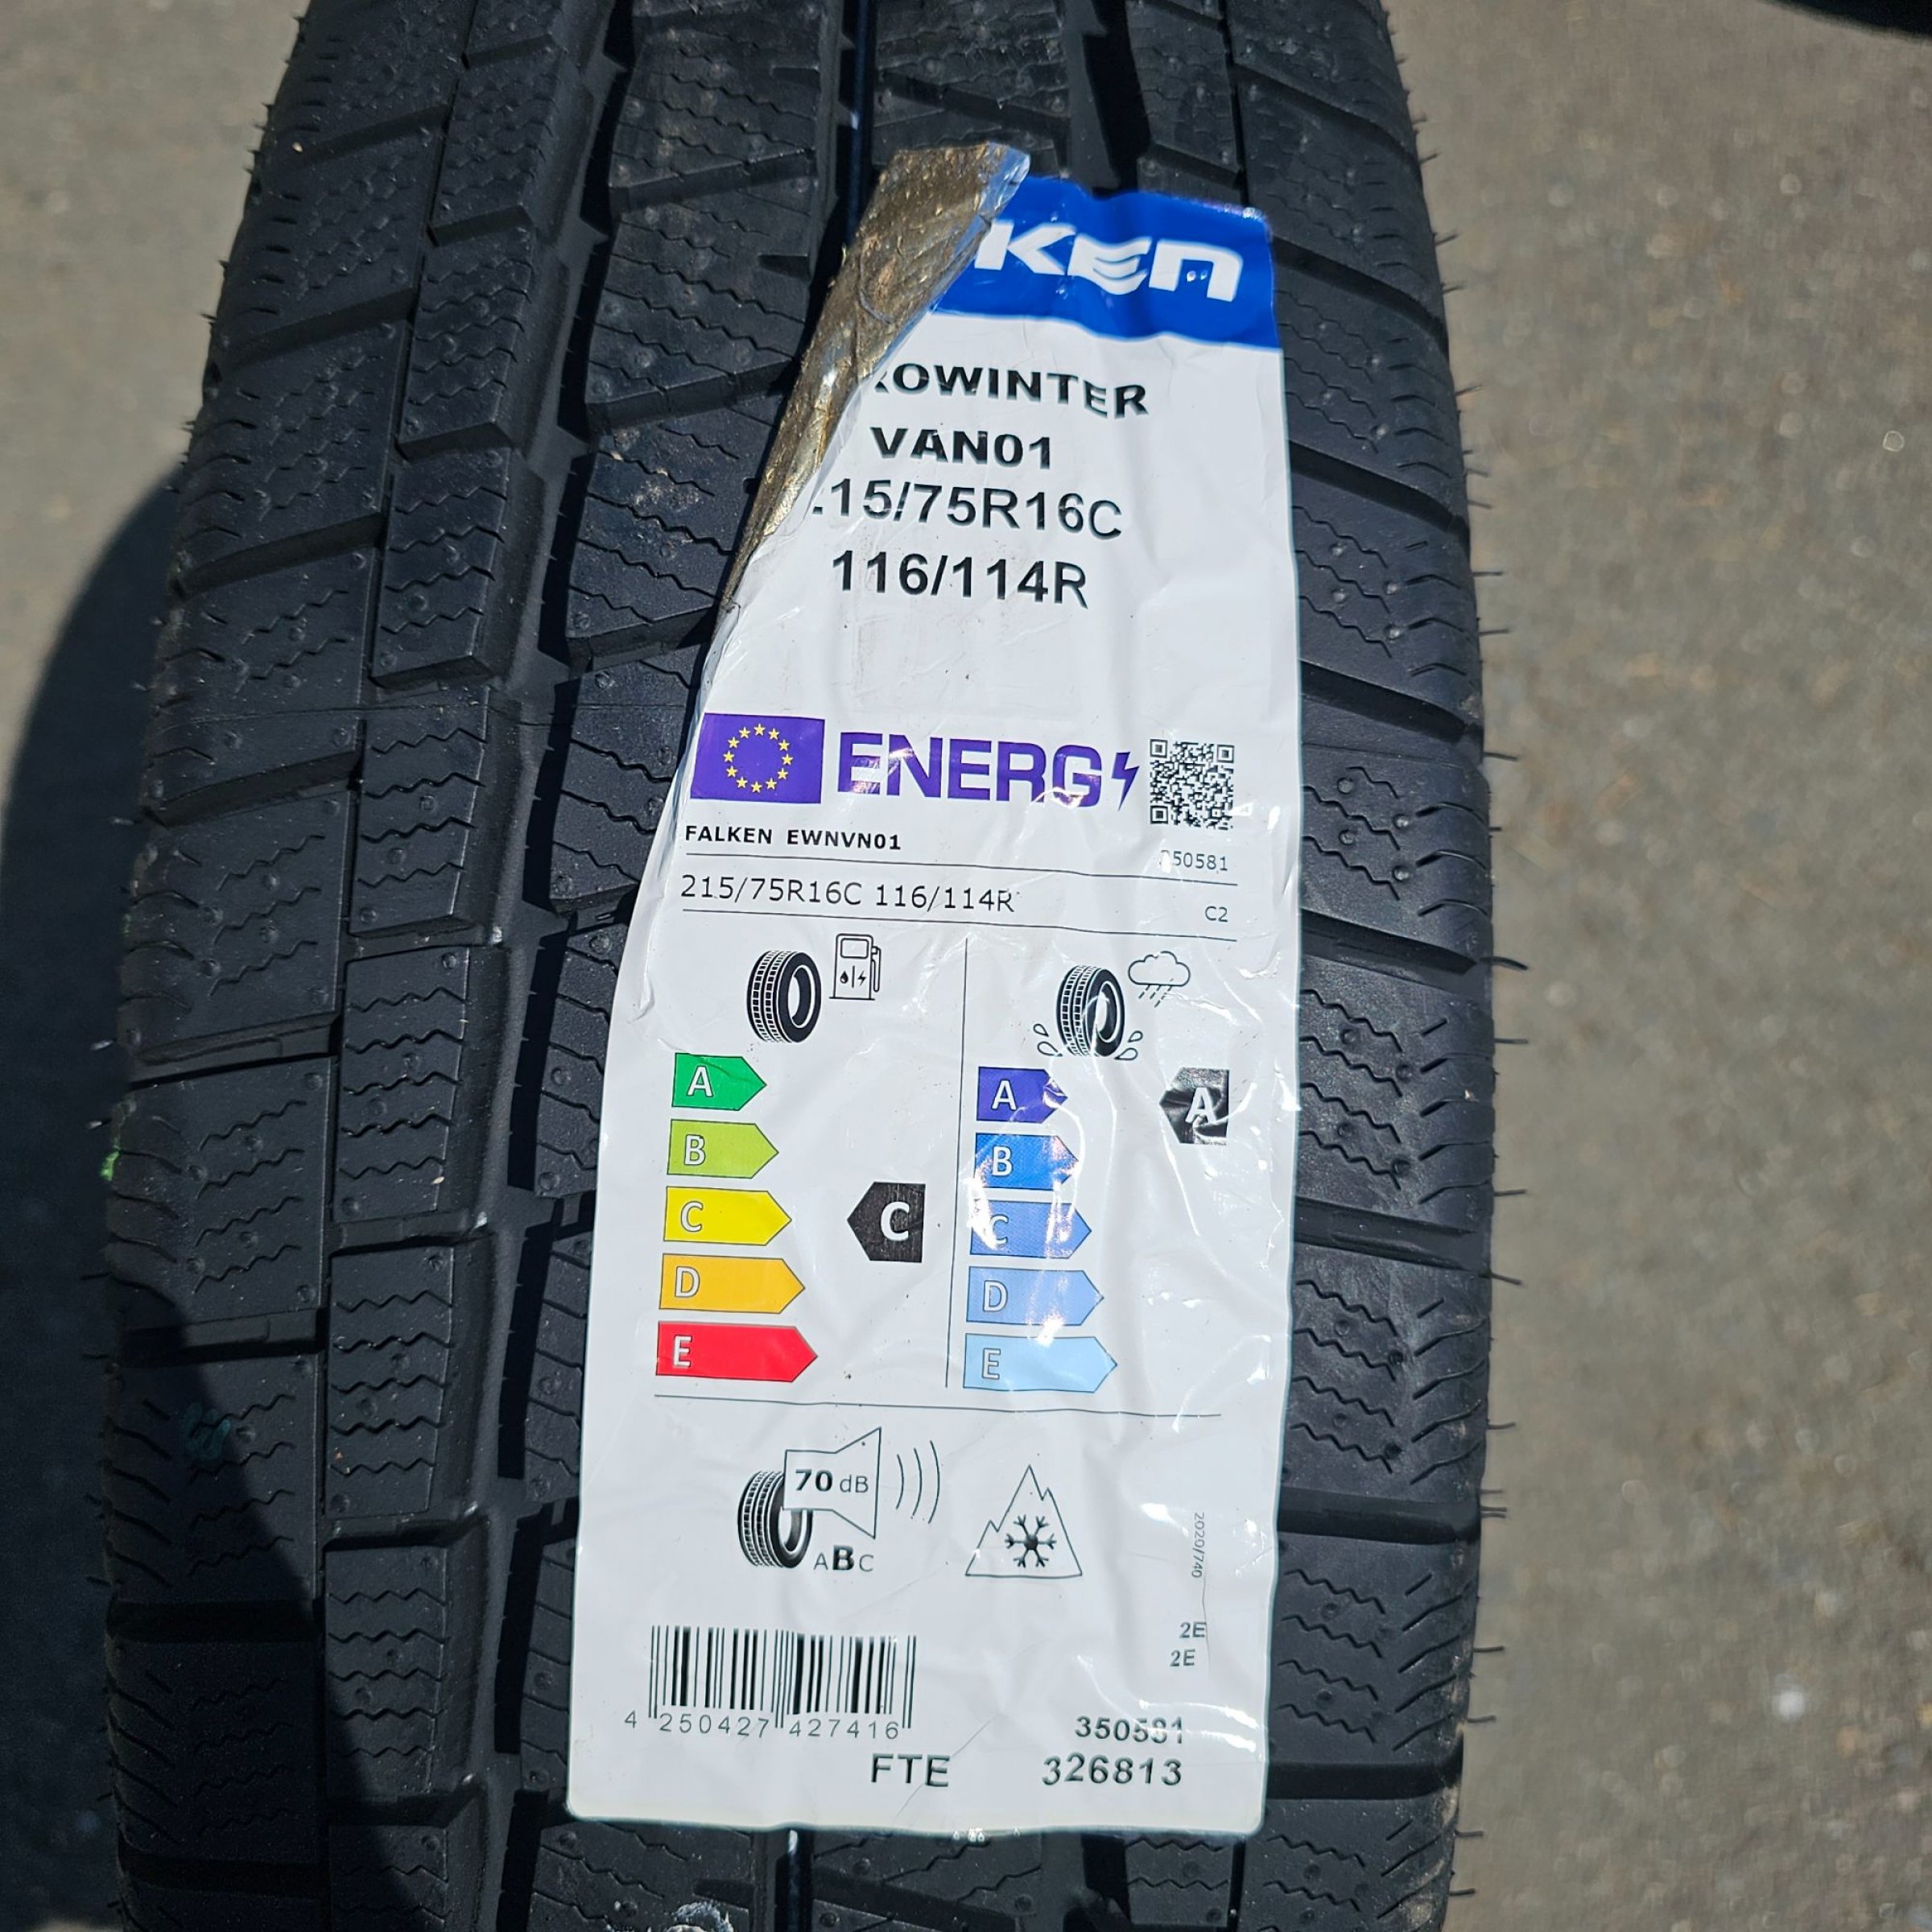 KEN
ROWINTER
VAN01
15/75R16C
116/114R
ENERG
FALKEN EWNVN01
350581
215/75R16C 116/114R
C2
A
B
C
D
E
C
A
B
C
D
E
A
70 dB
ABC
2020/740
2E
2E
4 250427 427416
350581
FTE 326813